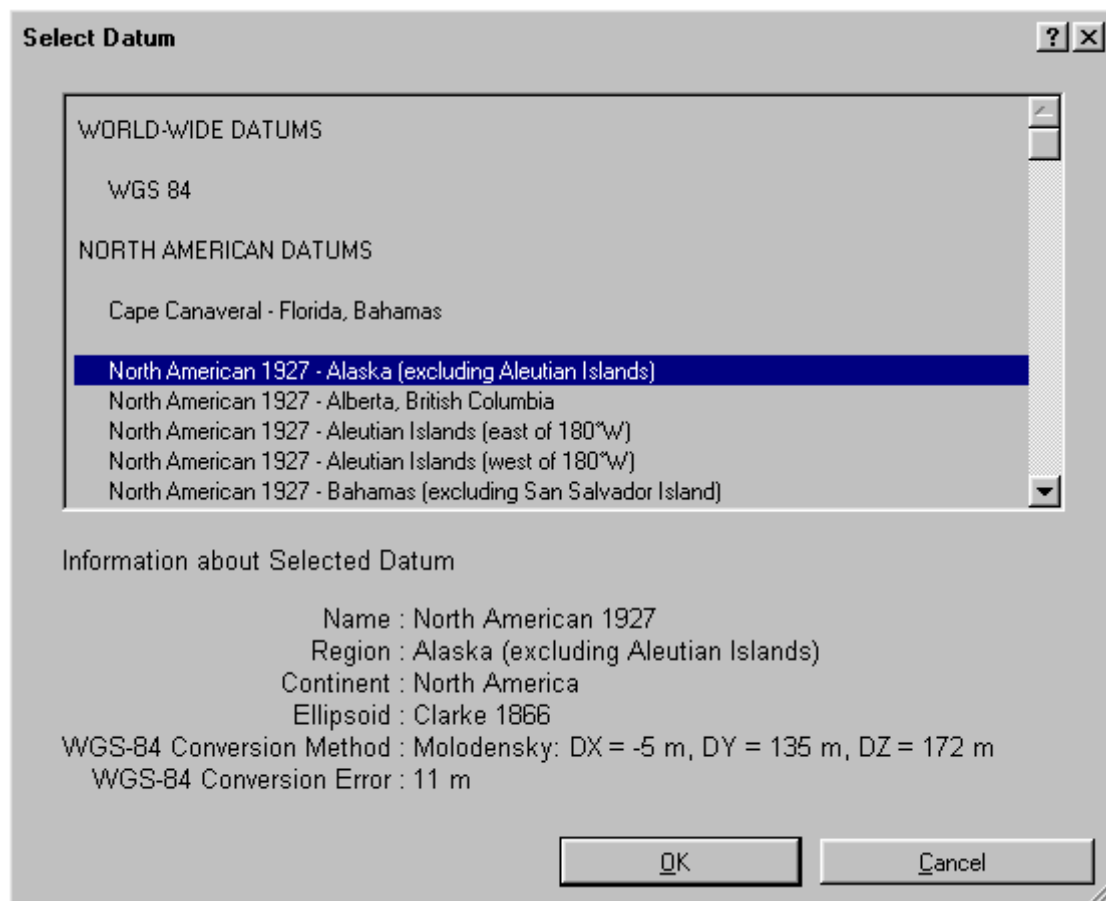 Select Datum
WORLD-WIDE DATUMS
WGS 84
NORTH AMERICAN DATUMS
Cape Canaveral - Florida, Bahamas
North American 1927 - Alaska (excluding Aleutian Islands)
North American 1927 - Alberta, British Columbia
North American 1927 - Aleutian Islands (east of 180°W)
North American 1927 - Aleutian Islands (west of 180°W)
North American 1927 - Bahamas (excluding San Salvador Island)
Information about Selected Datum
Name : North American 1927
Region : Alaska (excluding Aleutian Islands)
Continent : North America
Ellipsoid : Clarke 1866
WGS-84 Conversion Method : Molodensky: DX = -5 m, DY = 135 m, DZ = 172 m
WGS-84 Conversion Error : 11 m
OK
Cancel